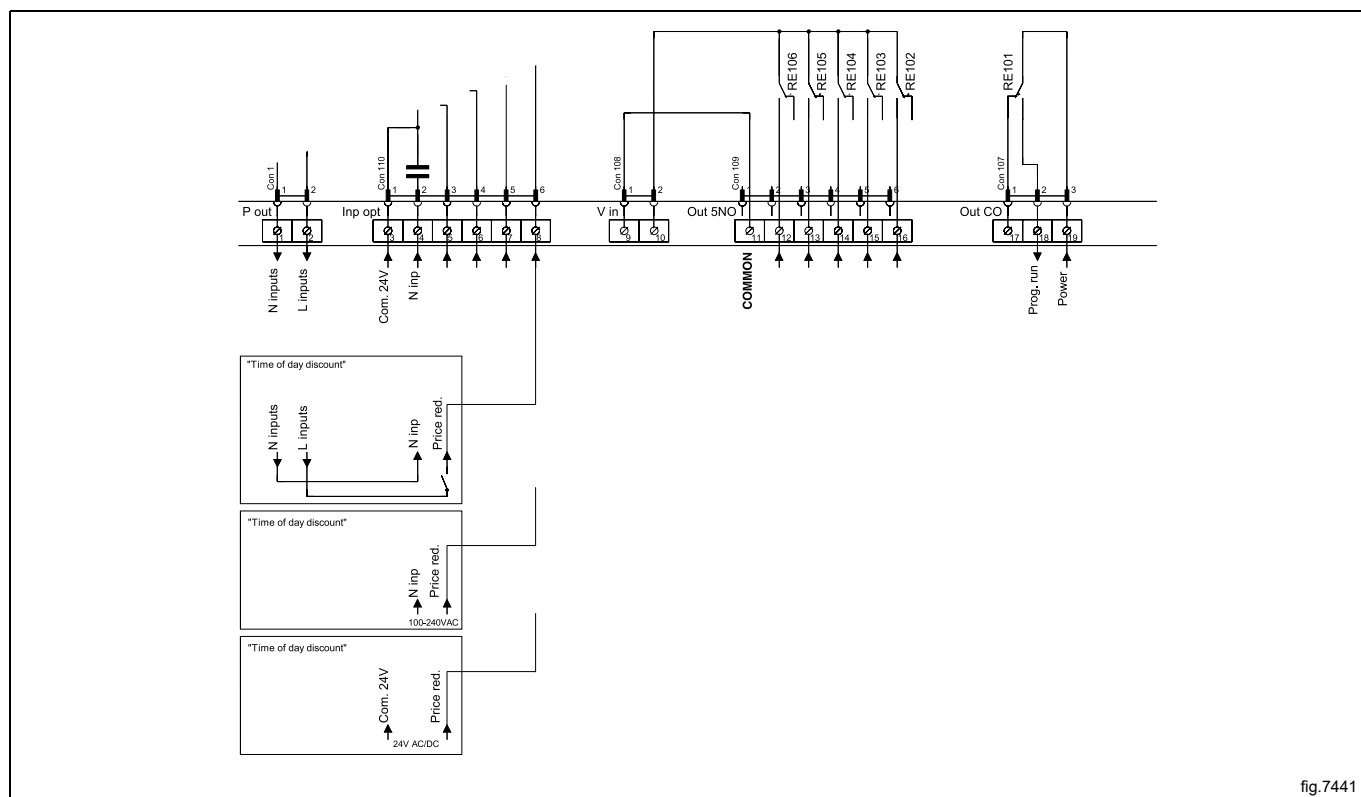 RE106
RE105
RE104
RE103
RE102
RE101
Con 1
Con 110
Con 108
Con 109
Con 107
1 2
1 2 3 4 5 6
1 2
1 2 3 4 5 6
1 2 3
P out
Inp opt
V in
Out 5NO
Out CO
1 2
3 4 5 6 7 8
9 10
11 12 13 14 15 16
17 18 19
N inputs
L inputs
Com. 24V
N inp
COMMON
Prog. run
Power
"Time of day discount"
N inputs
L inputs
N inp
Price red.
"Time of day discount"
N inp
Price red.
100-240VAC
"Time of day discount"
Com. 24V
Price red.
24V AC/DC
fig.7441